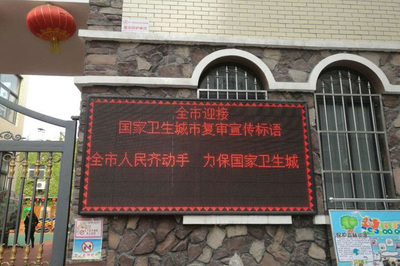 全市迎接
国家卫生城市复审宣传标语
全市人民齐动手 力保国家卫生城